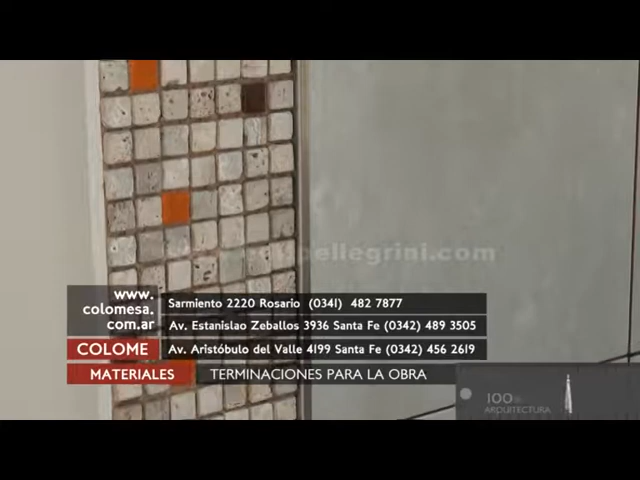 pellegrini.com
www.
colomesa.
com.ar
Sarmiento 2220 Rosario (0341) 482 7877
Av. Estanislao Zeballos 3936 Santa Fe (0342) 489 3505
COLOME
Av. Aristóbulo del Valle 4199 Santa Fe (0342) 456 2619
MATERIALES
TERMINACIONES PARA LA OBRA
100%
ARQUITECTURA